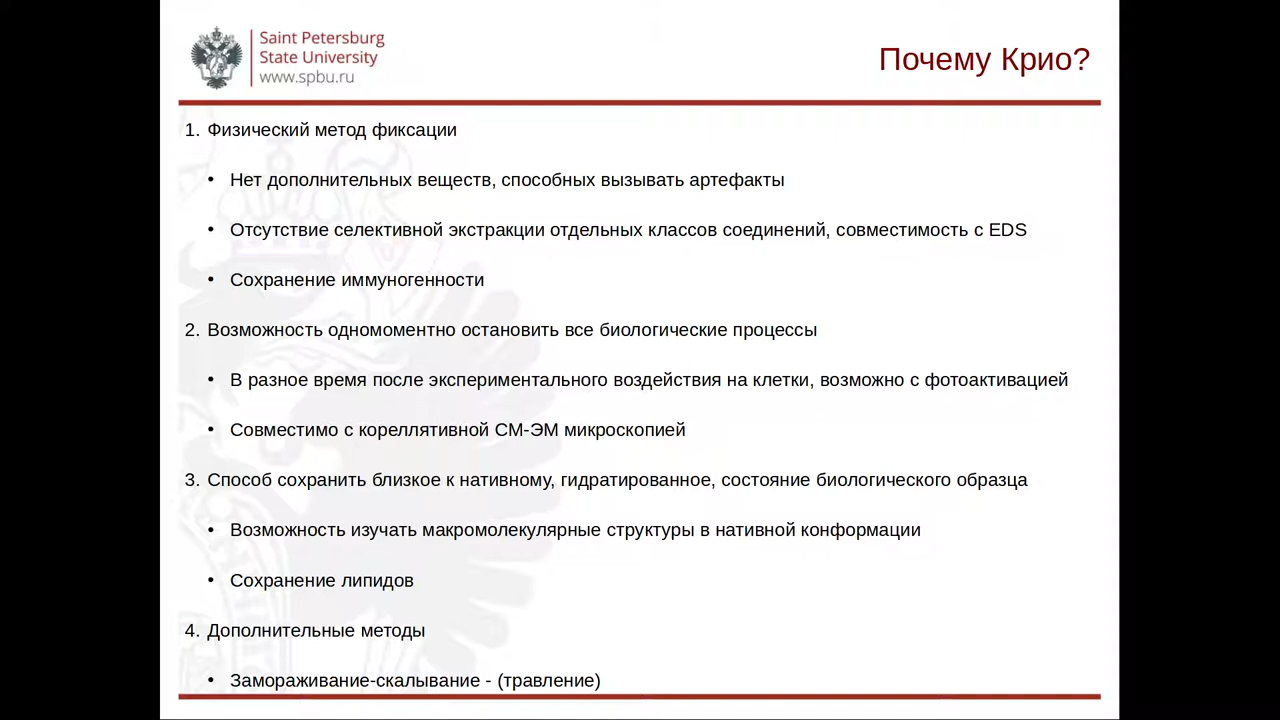 Saint Petersburg
State University
www.spbu.ru
Почему Крио?
1. Физический метод фиксации
• Нет дополнительных веществ, способных вызывать артефакты
• Отсутствие селективной экстракции отдельных классов соединений, совместимость с EDS
• Сохранение иммуногенности
2. Возможность одномоментно остановить все биологические процессы
• В разное время после экспериментального воздействия на клетки, возможно с фотоактивацией
• Совместимо с кореллятивной СМ-ЭМ микроскопией
3. Способ сохранить близкое к нативному, гидратированное, состояние биологического образца
• Возможность изучать макромолекулярные структуры в нативной конформации
• Сохранение липидов
4. Дополнительные методы
• Замораживание-скалывание - (травление)